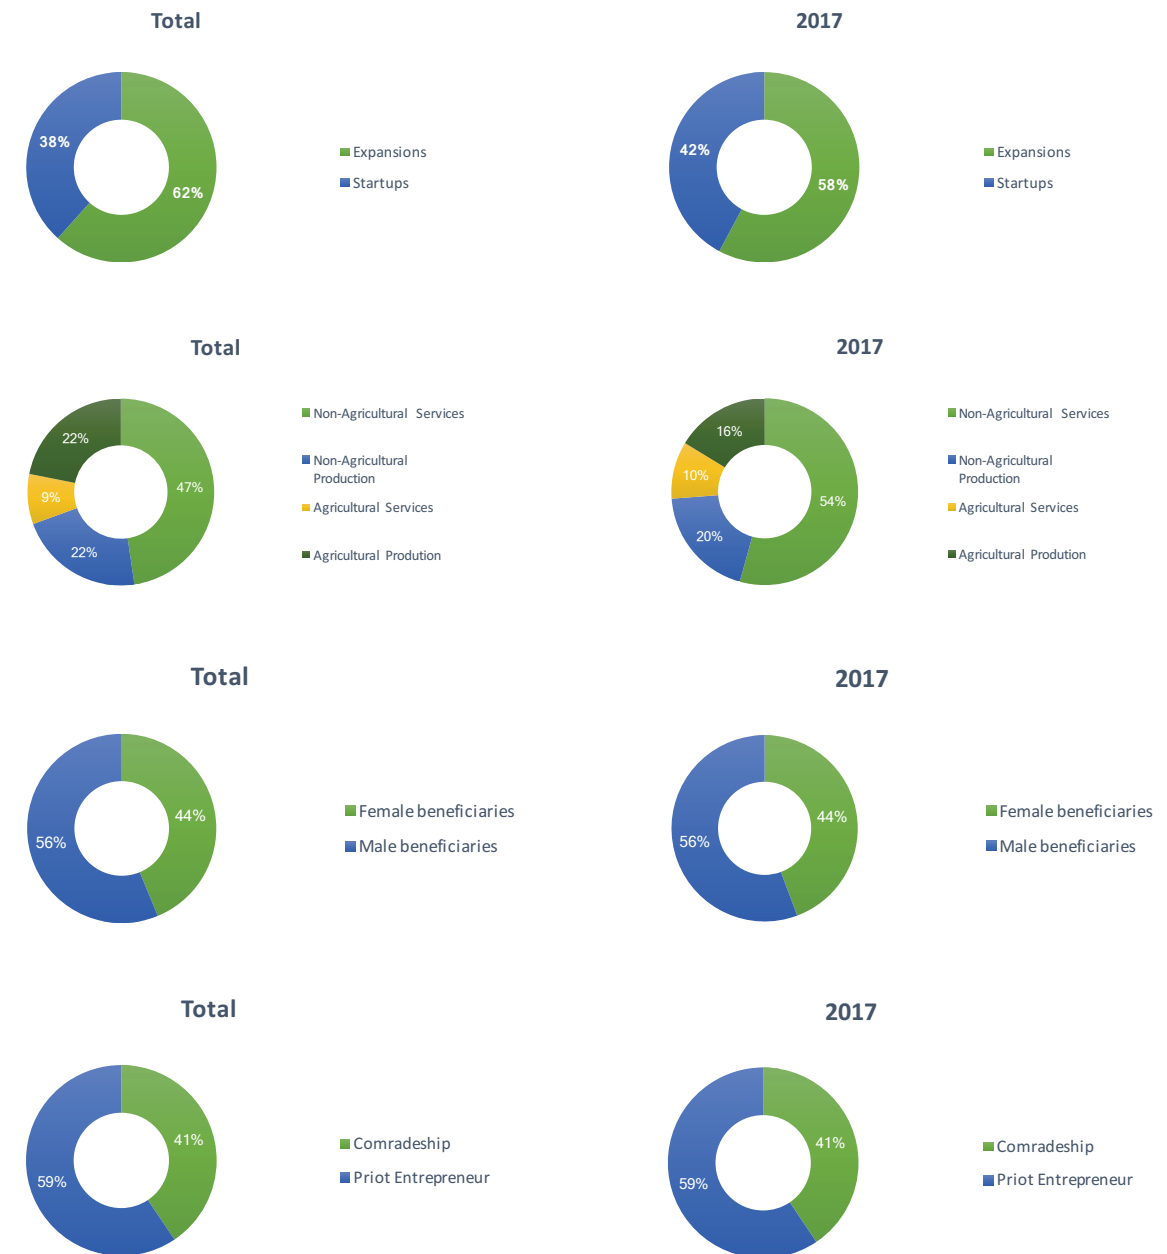 Total
38%
62%
Expansions
Startups
2017
42%
58%
Expansions
Startups
Total
22%
47%
9%
22%
Non-Agricultural Services
Non-Agricultural
Production
Agricultural Services
Agricultural Prodution
2017
16%
10%
54%
20%
Non-Agricultural Services
Non-Agricultural
Production
Agricultural Services
Agricultural Prodution
Total
44%
56%
Female beneficiaries
Male beneficiaries
2017
44%
56%
Female beneficiaries
Male beneficiaries
Total
41%
59%
Comradeship
Priot Entrepreneur
2017
41%
59%
Comradeship
Priot Entrepreneur